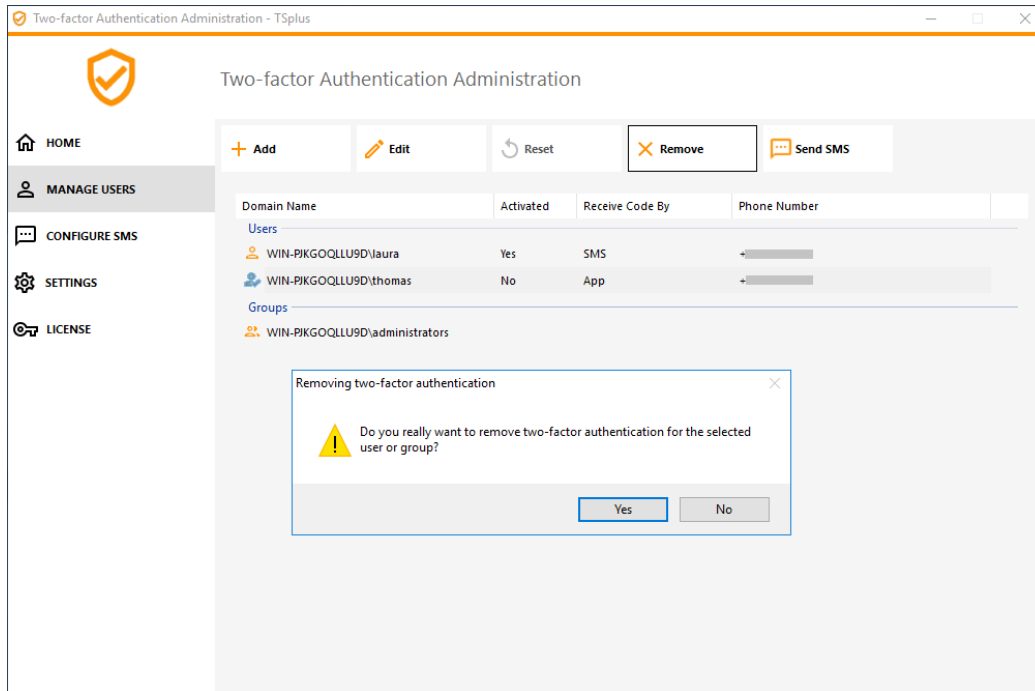 Two-factor Authentication Administration - TSplus
Two-factor Authentication Administration
HOME
MANAGE USERS
CONFIGURE SMS
SETTINGS
LICENSE
Add Edit Reset Remove Send SMS
Domain Name Activated Receive Code By Phone Number
Users
WIN-PJKGOQLLU9D\laura Yes SMS +
WIN-PJKGOQLLU9D\thomas No App +
Groups
WIN-PJKGOQLLU9D\administrators
Removing two-factor authentication
Do you really want to remove two-factor authentication for the selected
user or group?
Yes No